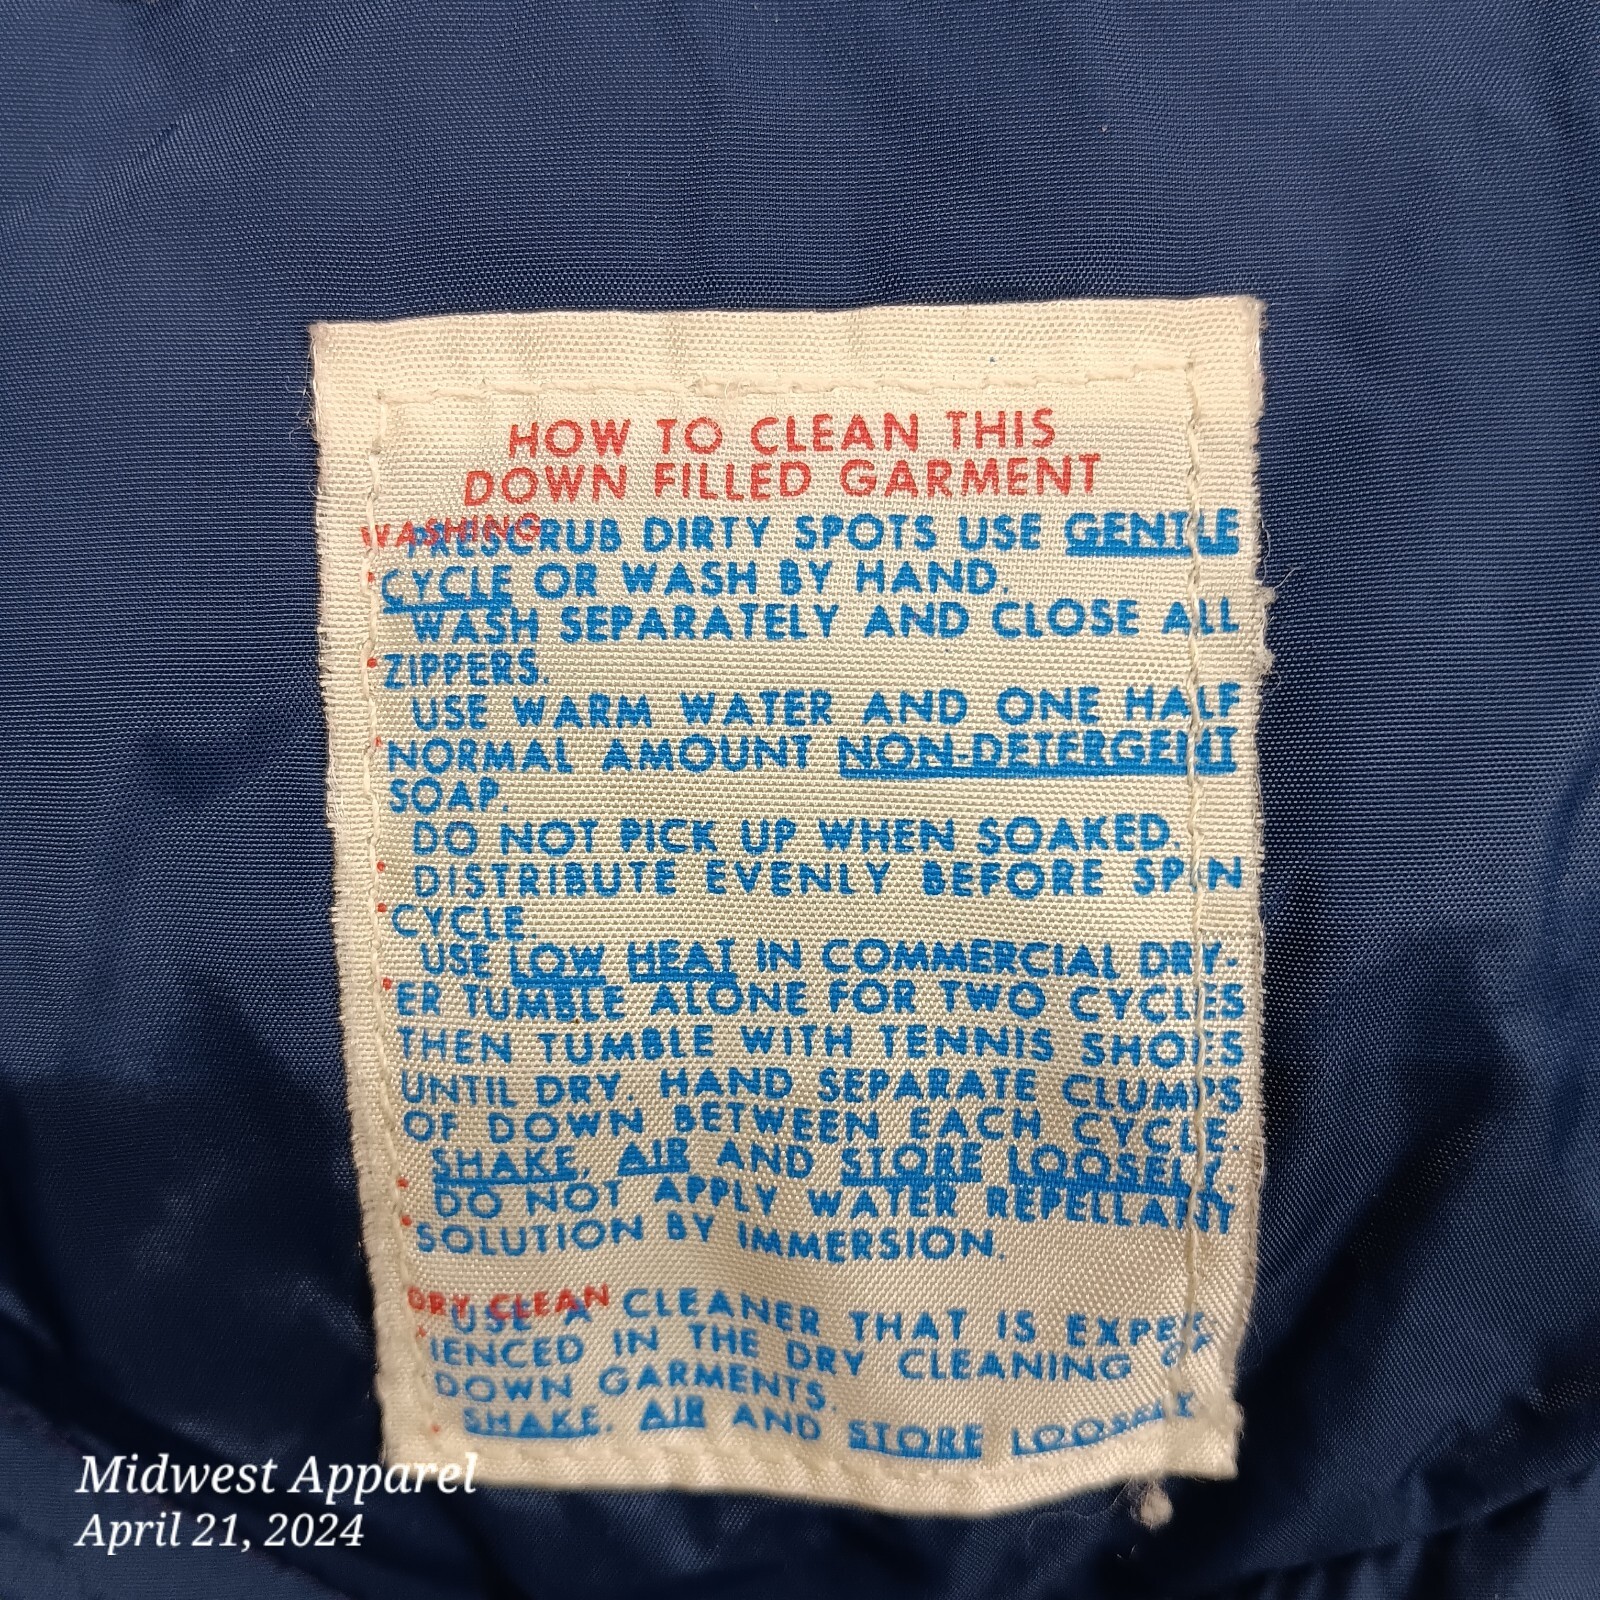 HOW TO CLEAN THIS
DOWN FILLED GARMENT
WASHING
PRESCRUB DIRTY SPOTS USE GENTLE
CYCLE OR WASH BY HAND.
WASH SEPARATELY AND CLOSE ALL
ZIPPERS.
USE WARM WATER AND ONE HALF
NORMAL AMOUNT NON-DETERGENT
SOAP.
DO NOT PICK UP WHEN SOAKED.
DISTRIBUTE EVENLY BEFORE SPIN
CYCLE.
USE LOW HEAT IN COMMERCIAL DRY-
ER TUMBLE ALONE FOR TWO CYCLES
THEN TUMBLE WITH TENNIS SHOES
UNTIL DRY. HAND SEPARATE CLUMPS
OF DOWN BETWEEN EACH CYCLE.
SHAKE, AIR AND STORE LOOSELY.
DO NOT APPLY WATER REPELLANT
SOLUTION BY IMMERSION.
DRY CLEAN
USE A CLEANER THAT IS EXPER-
IENCED IN THE DRY CLEANING OF
DOWN GARMENTS.
SHAKE, AIR AND STORE LOOSELY
Midwest Apparel
April 21, 2024